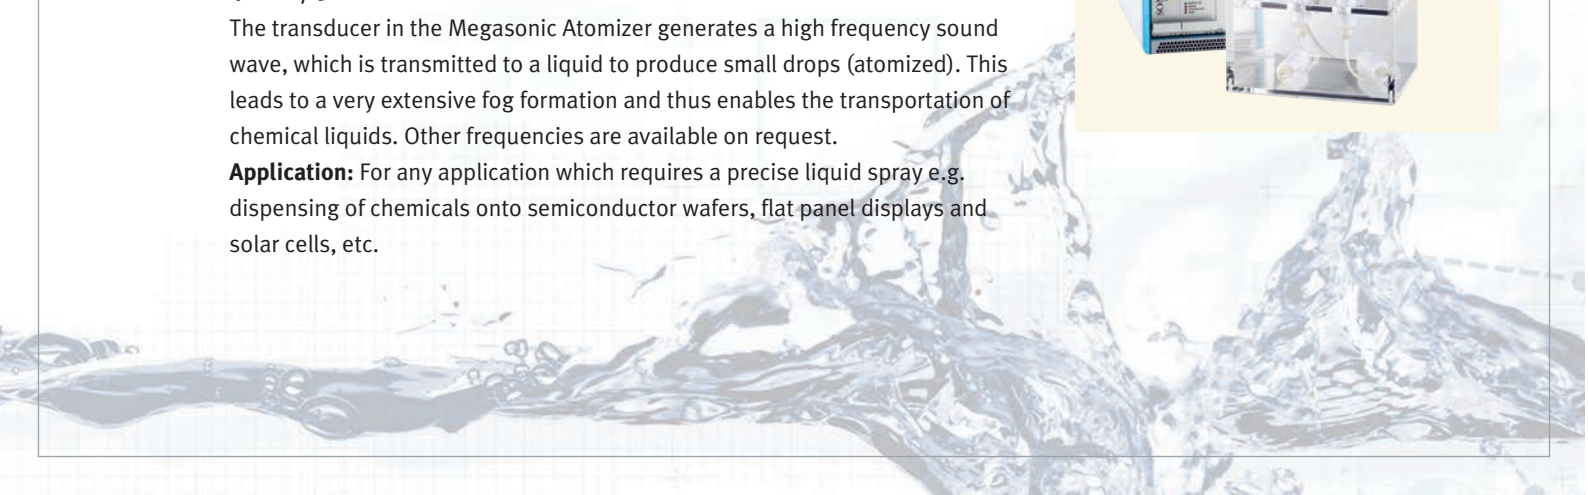 The transducer in the Megasonic Atomizer generates a high frequency sound
wave, which is transmitted to a liquid to produce small drops (atomized). This
leads to a very extensive fog formation and thus enables the transportation of
chemical liquids. Other frequencies are available on request.
Application: For any application which requires a precise liquid spray e.g.
dispensing of chemicals onto semiconductor wafers, flat panel displays and
solar cells, etc.